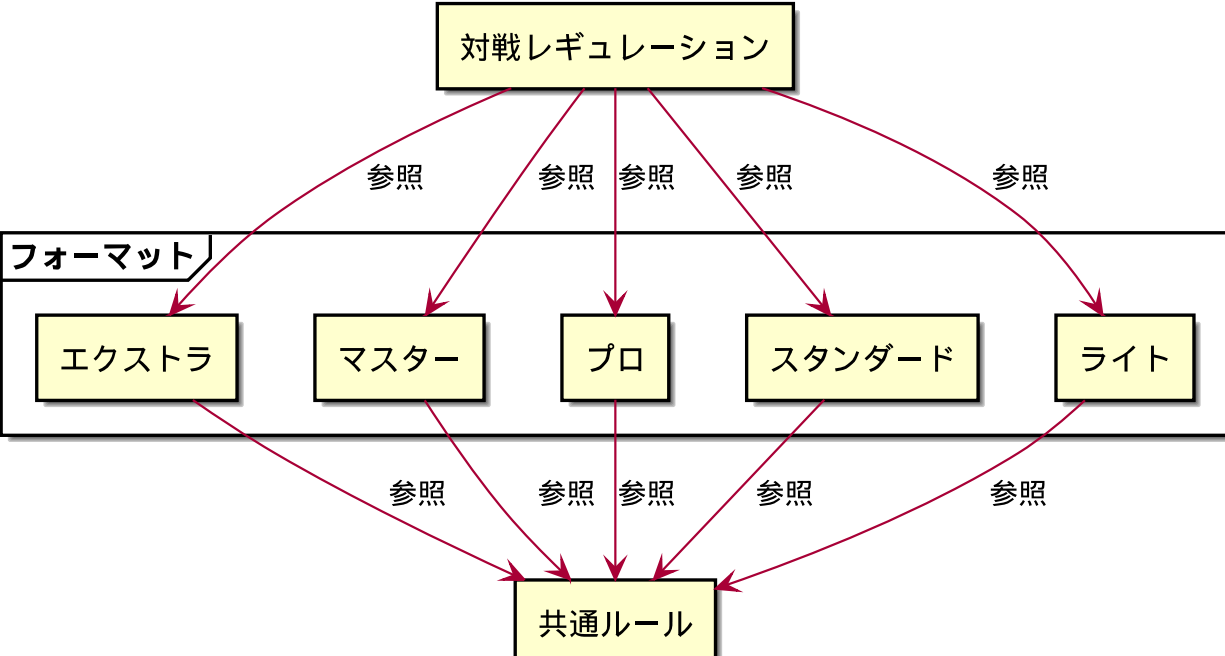 対戦レギュレーション
参照
参照
参照
参照
参照
フォーマット
エクストラ
マスター
プロ
スタンダード
ライト
参照
参照
参照
参照
参照
共通ルール